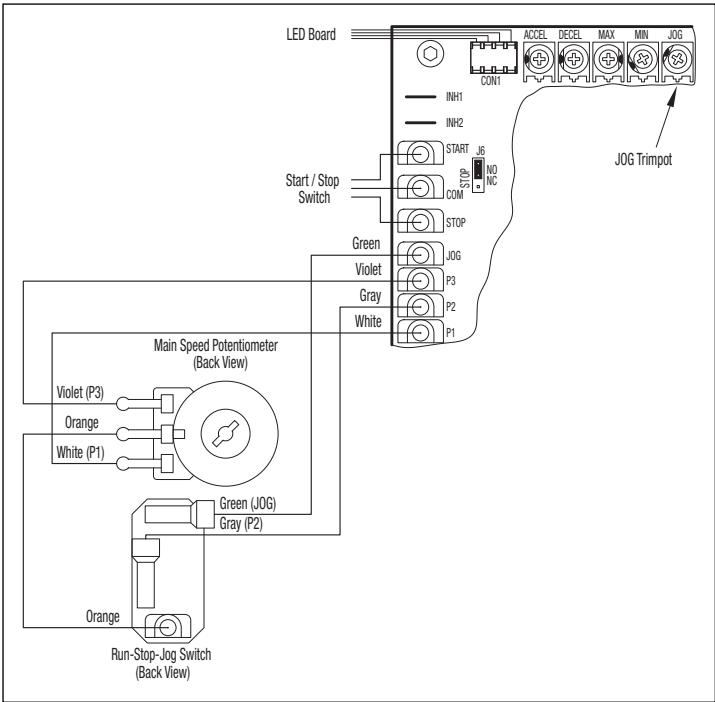 LED Board
CON1
ACCEL DECEL MAX MIN JOG
INH1
INH2
JOG Trimpot
START
J6
STOP
NO
NC
Start / Stop
Switch
COM
STOP
Green
JOG
Violet
P3
Gray
P2
White
P1
Main Speed Potentiometer
(Back View)
Violet (P3)
Orange
White (P1)
Green (JOG)
Gray (P2)
Orange
Run-Stop-Jog Switch
(Back View)